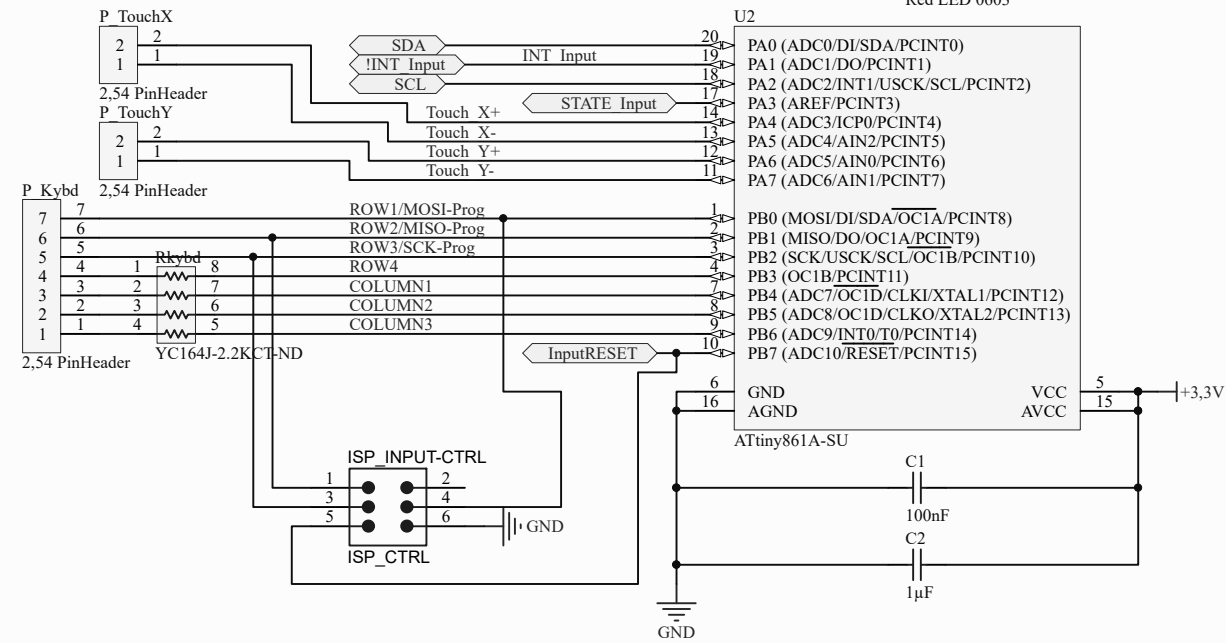 Red LED 0603
P_TouchX
2 2
1 1
2,54 PinHeader
P_TouchY
2 2
1 1
2,54 PinHeader
P_Kybd
7 7
6 6
5 5
4 4
3 3
2 2
1 1
2,54 PinHeader
Rkybd
1 8
2 7
3 6
4 5
YC164J-2.2KCT-ND
SDA
!INT_Input
INT_Input
SCL
STATE_Input
Touch_X+
Touch_X-
Touch_Y+
Touch_Y-
ROW1/MOSI-Prog
ROW2/MISO-Prog
ROW3/SCK-Prog
ROW4
COLUMN1
COLUMN2
COLUMN3
InputRESET
U2
20 PA0 (ADC0/DI/SDA/PCINT0)
19 PA1 (ADC1/DO/PCINT1)
18 PA2 (ADC2/INT1/USCK/SCL/PCINT2)
17 PA3 (AREF/PCINT3)
14 PA4 (ADC3/ICP0/PCINT4)
13 PA5 (ADC4/AIN2/PCINT5)
12 PA6 (ADC5/AIN0/PCINT6)
11 PA7 (ADC6/AIN1/PCINT7)
1 PB0 (MOSI/DI/SDA/OC1A/PCINT8)
2 PB1 (MISO/DO/OC1A/PCINT9)
3 PB2 (SCK/USCK/SCL/OC1B/PCINT10)
4 PB3 (OC1B/PCINT11)
7 PB4 (ADC7/OC1D/CLKI/XTAL1/PCINT12)
8 PB5 (ADC8/OC1D/CLKO/XTAL2/PCINT13)
9 PB6 (ADC9/INT0/T0/PCINT14)
10 PB7 (ADC10/RESET/PCINT15)
6 GND VCC 5
16 AGND AVCC 15
+3,3V
ATtiny861A-SU
ISP_INPUT-CTRL
1 2
3 4
5 6
GND
ISP_CTRL
C1
100nF
C2
1µF
GND